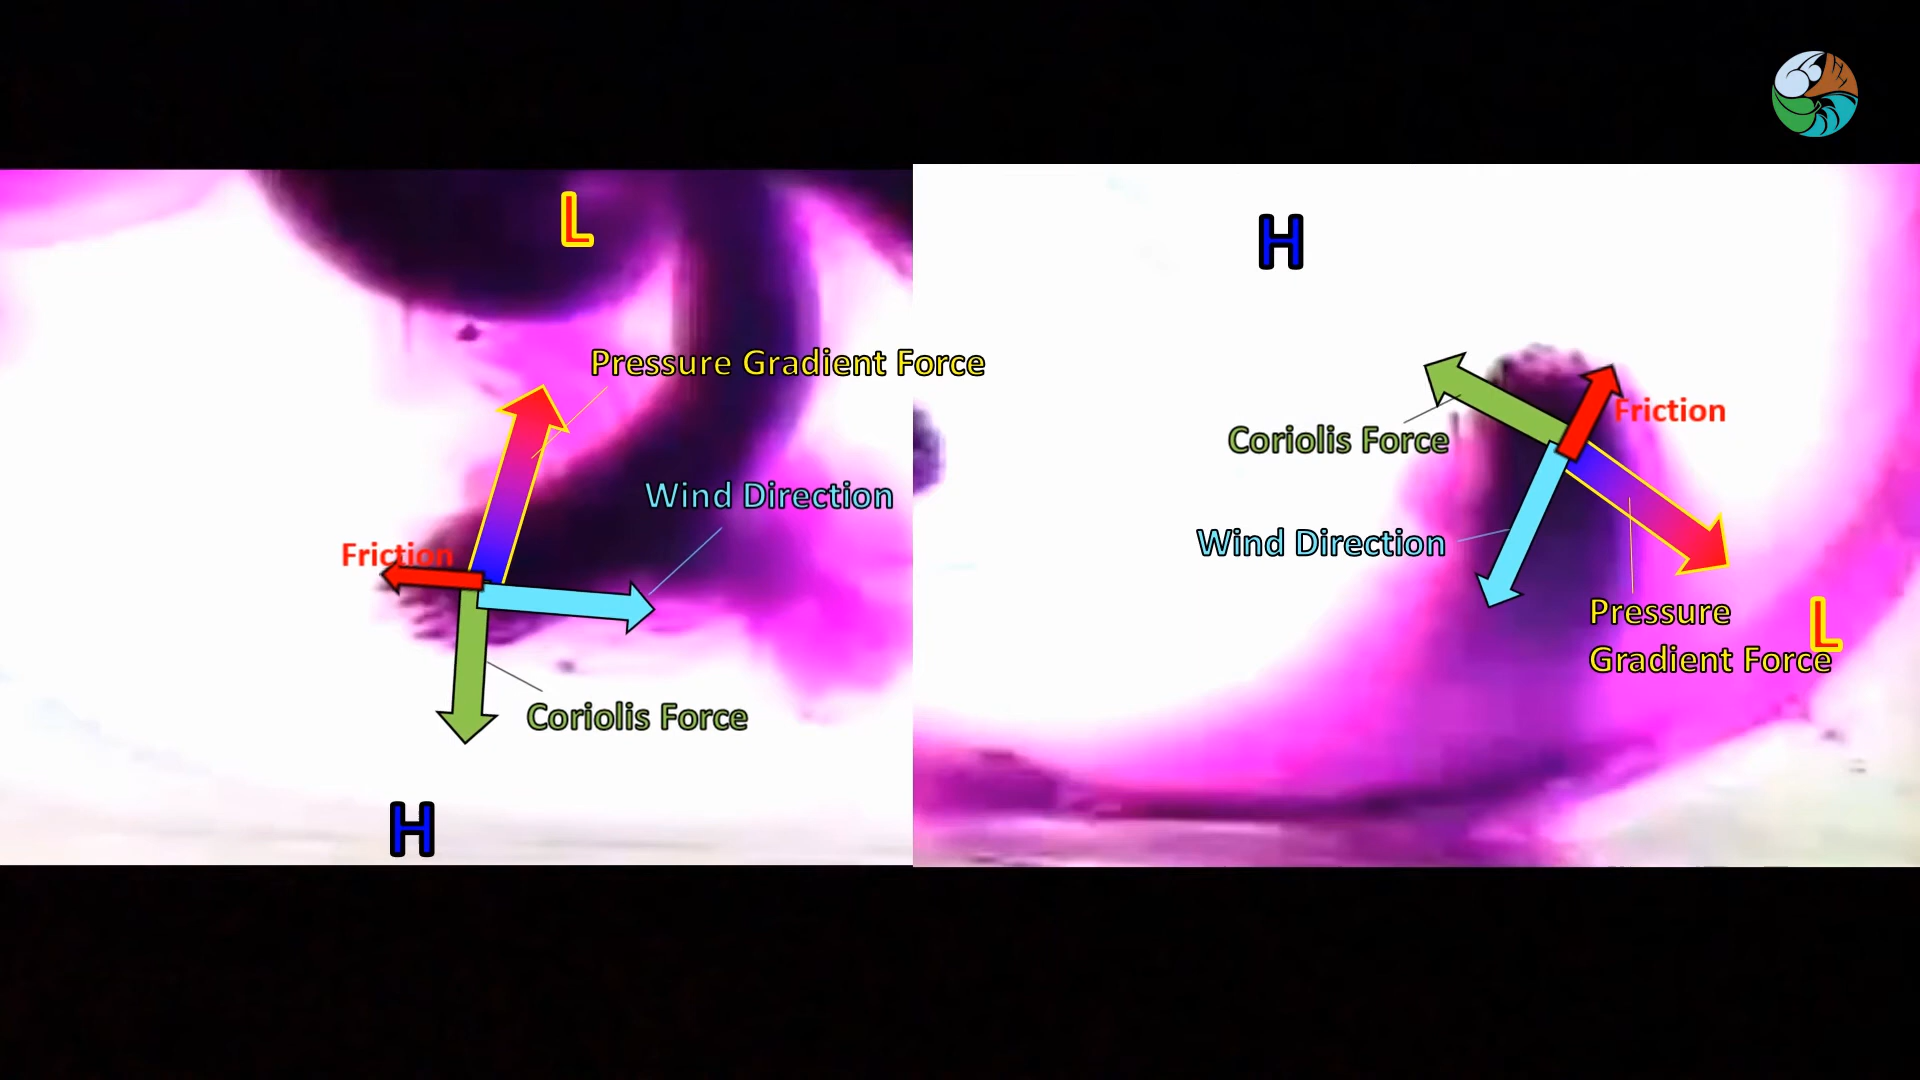 L
Pressure Gradient Force
Wind Direction
Friction
Coriolis Force
H
H
Friction
Coriolis Force
Wind Direction
Pressure
Gradient Force
L